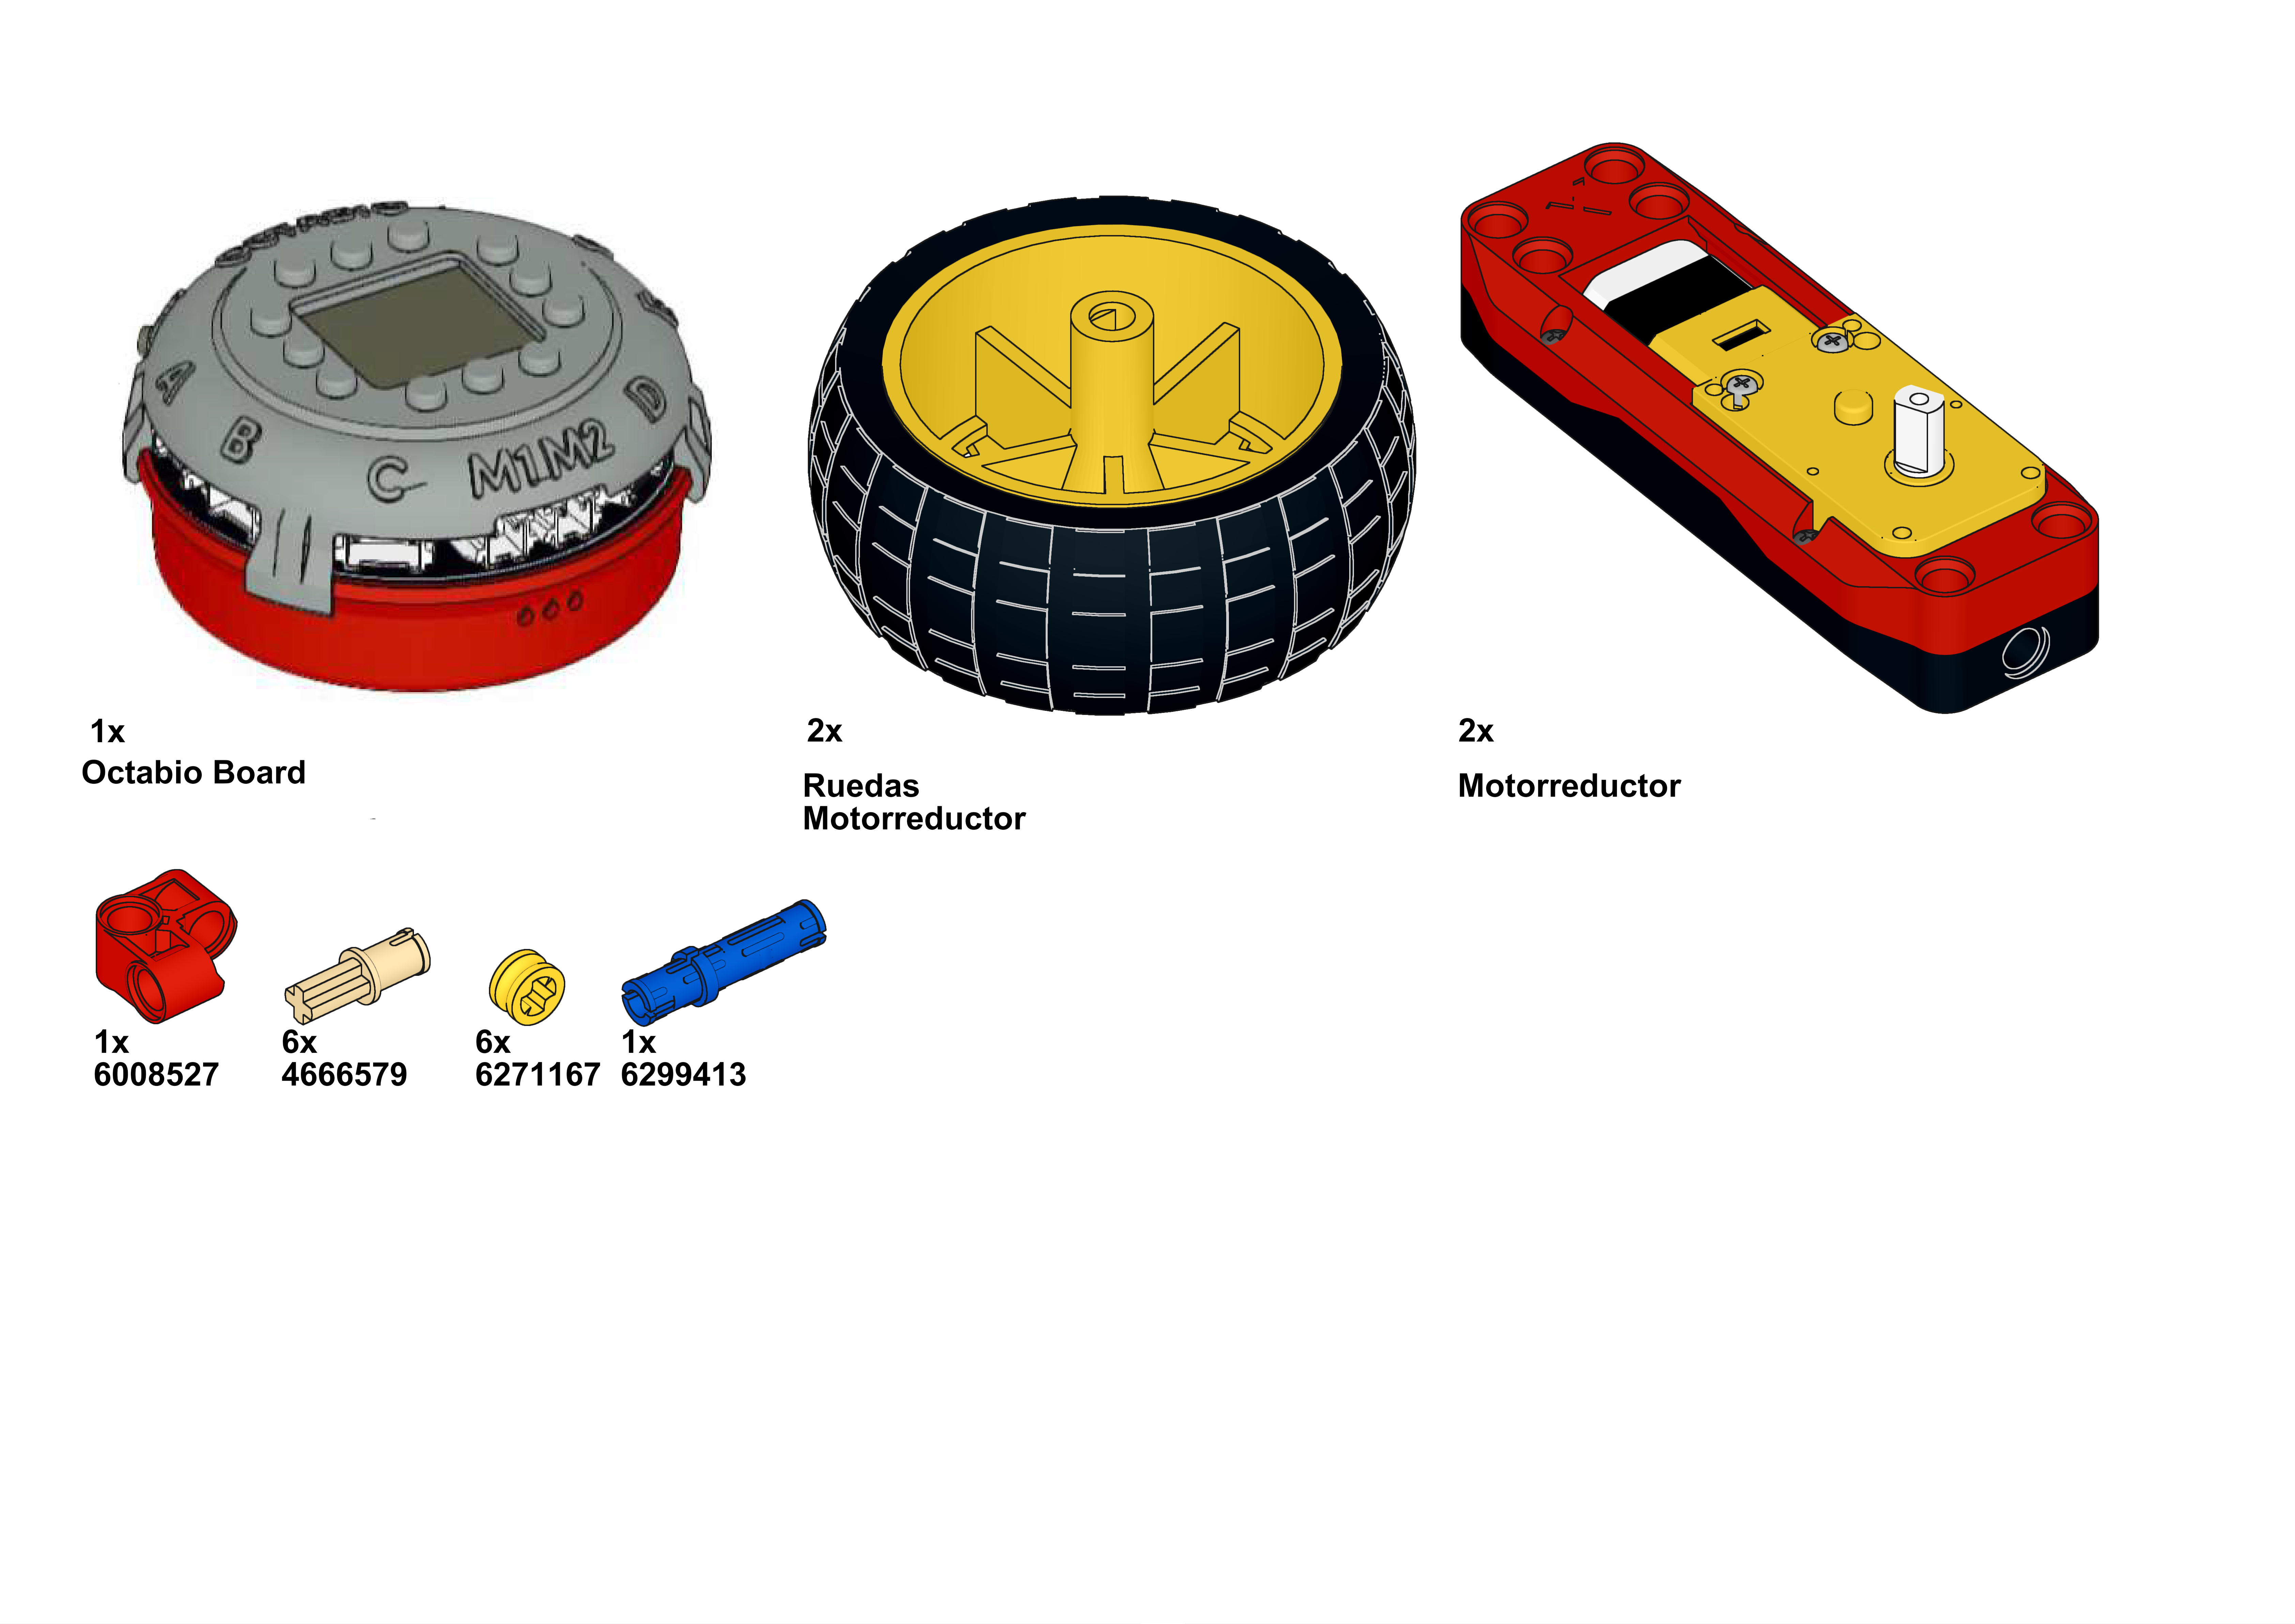 A
B
C
M1M2
D
1x
Octabio Board
2x
Ruedas
Motorreductor
2x
Motorreductor
1x
6008527
6x
4666579
6x
6271167
1x
6299413